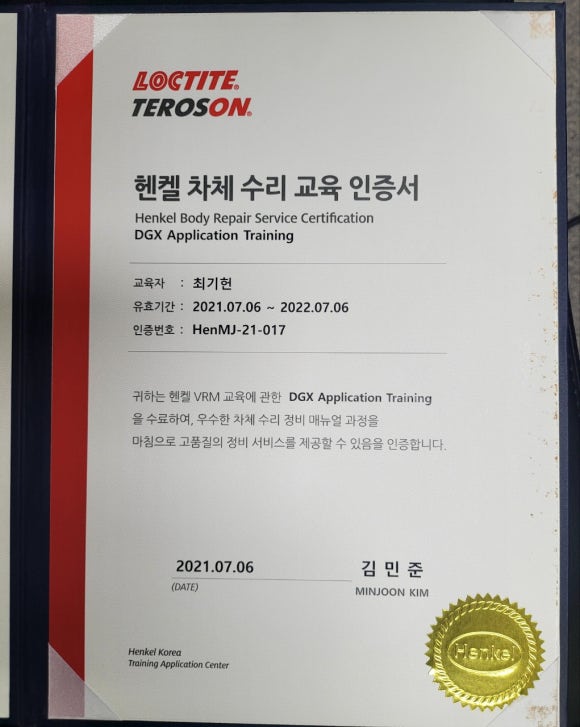 LOCTITE®
TEROSON®
헨켈 차체 수리 교육 인증서
Henkel Body Repair Service Certification
DGX Application Training
교육자 : 최기헌
유효기간 : 2021.07.06 ~ 2022.07.06
인증번호 : HenMJ-21-017
귀하는 헨켈 VRM 교육에 관한 DGX Application Training
을 수료하여, 우수한 차체 수리 정비 매뉴얼 과정을
마침으로 고품질의 정비 서비스를 제공할 수 있음을 인증합니다.
2021.07.06 김 민 준
(DATE) MINJOON KIM
Henkel Korea
Training Application Center
Henkel